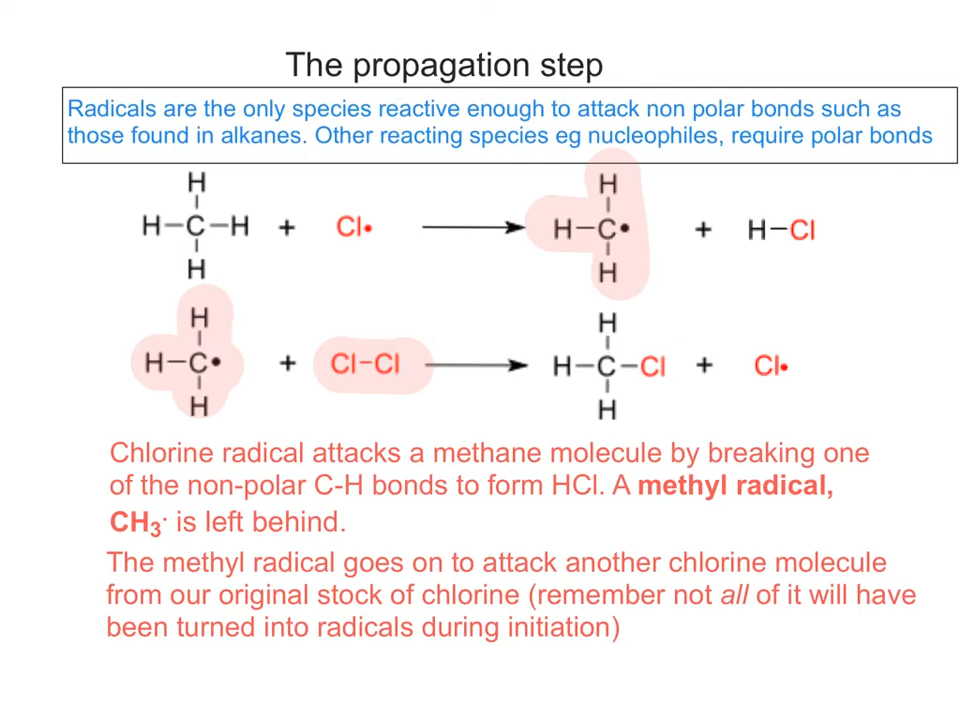 The propagation step
Radicals are the only species reactive enough to attack non polar bonds such as
those found in alkanes. Other reacting species eg nucleophiles, require polar bonds
H H
H–C–H + Cl• ⟶ H–C• + H–Cl
H H
H H
H–C• + Cl–Cl ⟶ H–C–Cl + Cl•
H H
Chlorine radical attacks a methane molecule by breaking one
of the non-polar C-H bonds to form HCl. A methyl radical,
CH₃· is left behind.
The methyl radical goes on to attack another chlorine molecule
from our original stock of chlorine (remember not all of it will have
been turned into radicals during initiation)